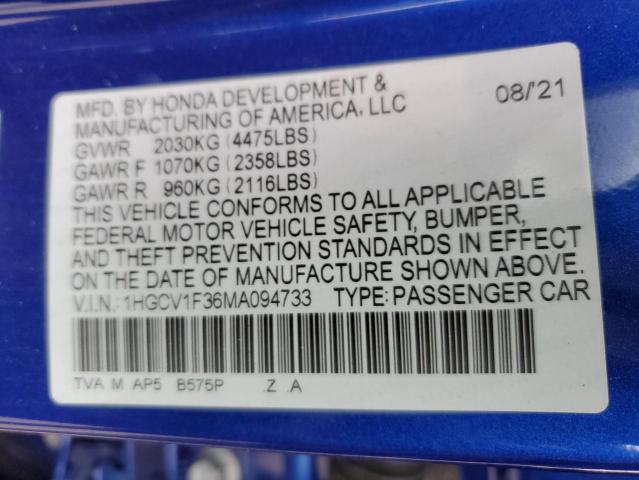 MFD. BY HONDA DEVELOPMENT & 08/'21
MANUFACTURING OF AMERICA, LLC
GVWR 2030KG (4475LBS)
GAWR F 1070KG (2358LBS)
GAWR R 960KG (2116LBS)
THIS VEHICLE CONFORMS TO ALL APPLICABLE
FEDERAL MOTOR VEHICLE SAFETY, BUMPER,
AND THEFT PREVENTION STANDARDS IN EFFECT
ON THE DATE OF MANUFACTURE SHOWN ABOVE.
V.I.N.: 1HGCV1F36MA094733 TYPE: PASSENGER CAR
TVA M AP5 B575P .Z .A